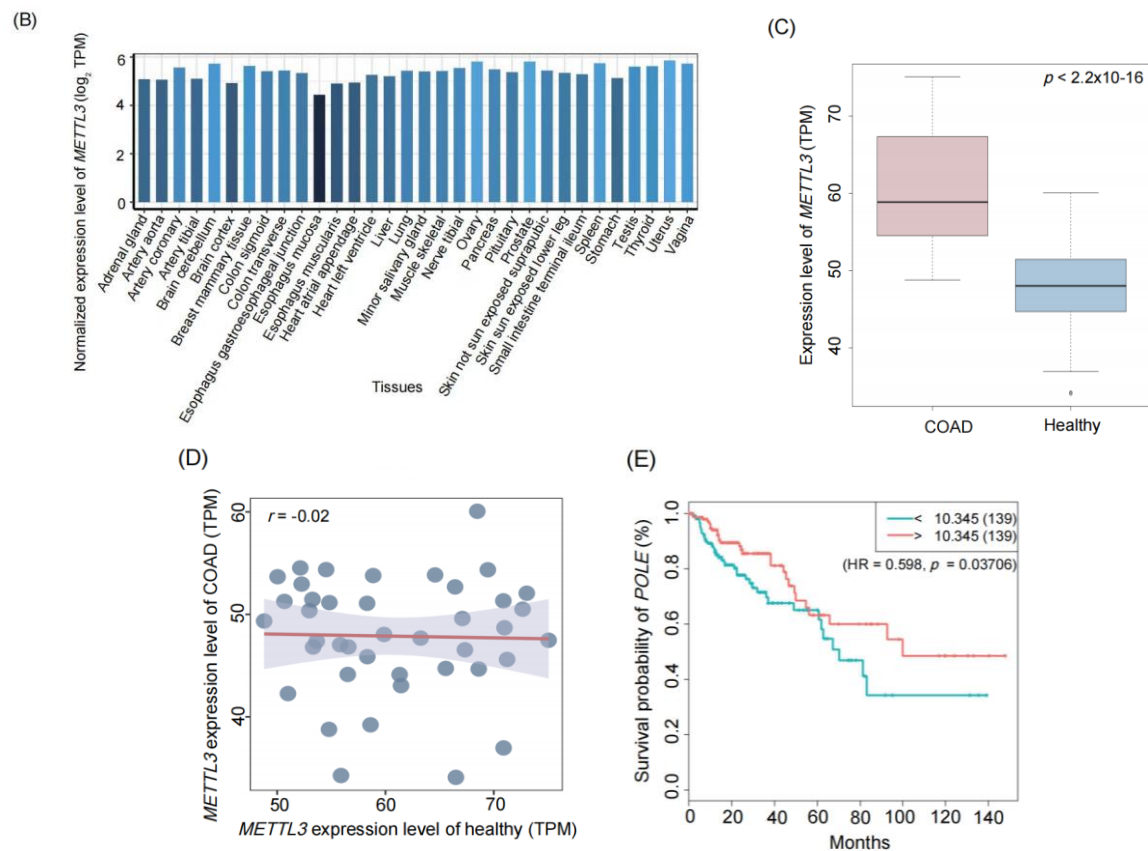 (B)
Normalized expression level of METTL3 (log2 TPM)
6
4
2
0
Adrenal gland
Artery aorta
Artery coronary
Artery tibial
Brain cerebellum
Brain cortex
Breast mammary tissue
Colon sigmoid
Colon transverse
Esophagus gastroesophageal junction
Esophagus mucosa
Esophagus muscularis
Heart atrial appendage
Heart left ventricle
Liver
Lung
Minor salivary gland
Muscle skeletal
Nerve tibial
Ovary
Pancreas
Pituitary
Prostate
Skin not sun exposed suprapubic
Skin sun exposed lower leg
Small intestine terminal ileum
Spleen
Stomach
Testis
Thyroid
Uterus
Vagina
Tissues
(C)
Expression level of METTL3 (TPM)
70
60
50
40
p < 2.2x10-16
COAD Healthy
(D)
METTL3 expression level of COAD (TPM)
60
50
40
r = -0.02
50 60 70
METTL3 expression level of healthy (TPM)
(E)
Survival probability of POLE (%)
1.0
0.8
0.6
0.4
0.2
0.0
< 10.345 (139)
> 10.345 (139)
(HR = 0.598, p = 0.03706)
0 20 40 60 80 100 120 140
Months